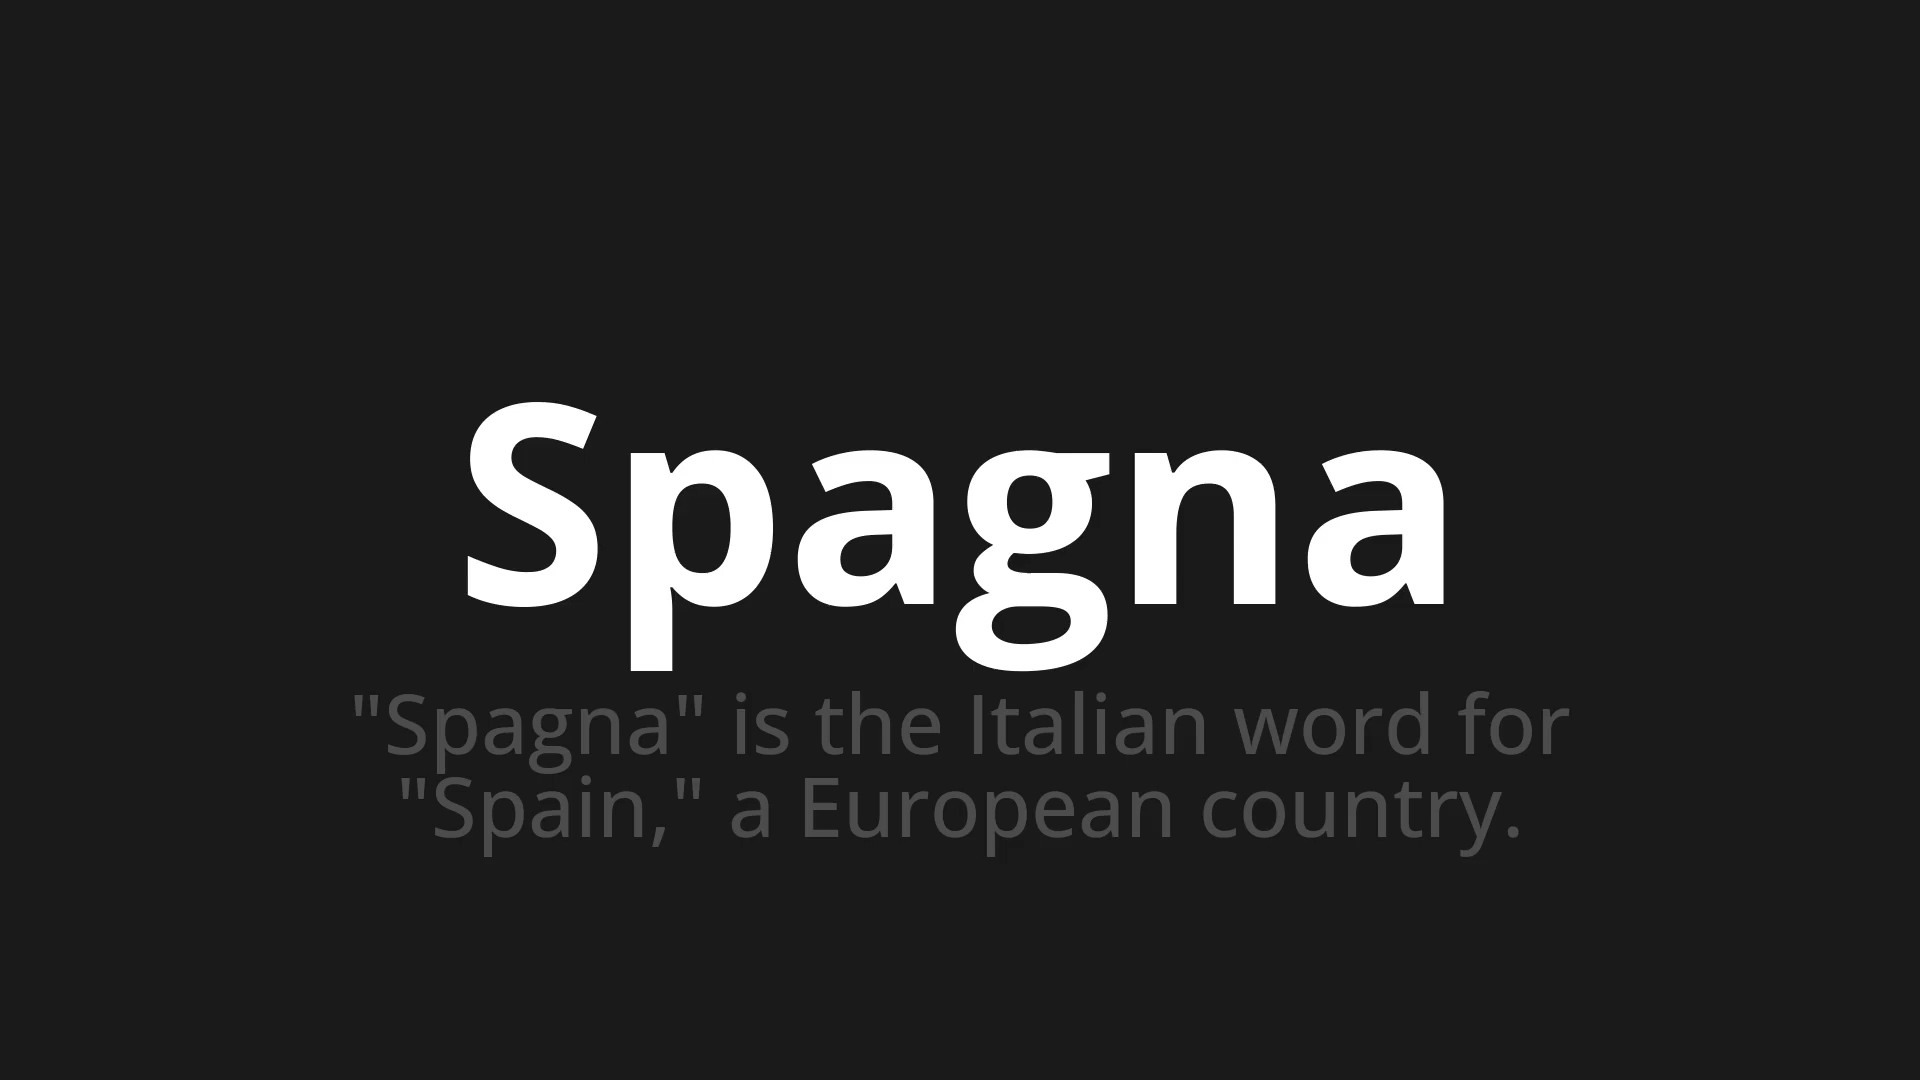 Spagna
"Spagna" is the Italian word for
"Spain," a European country.